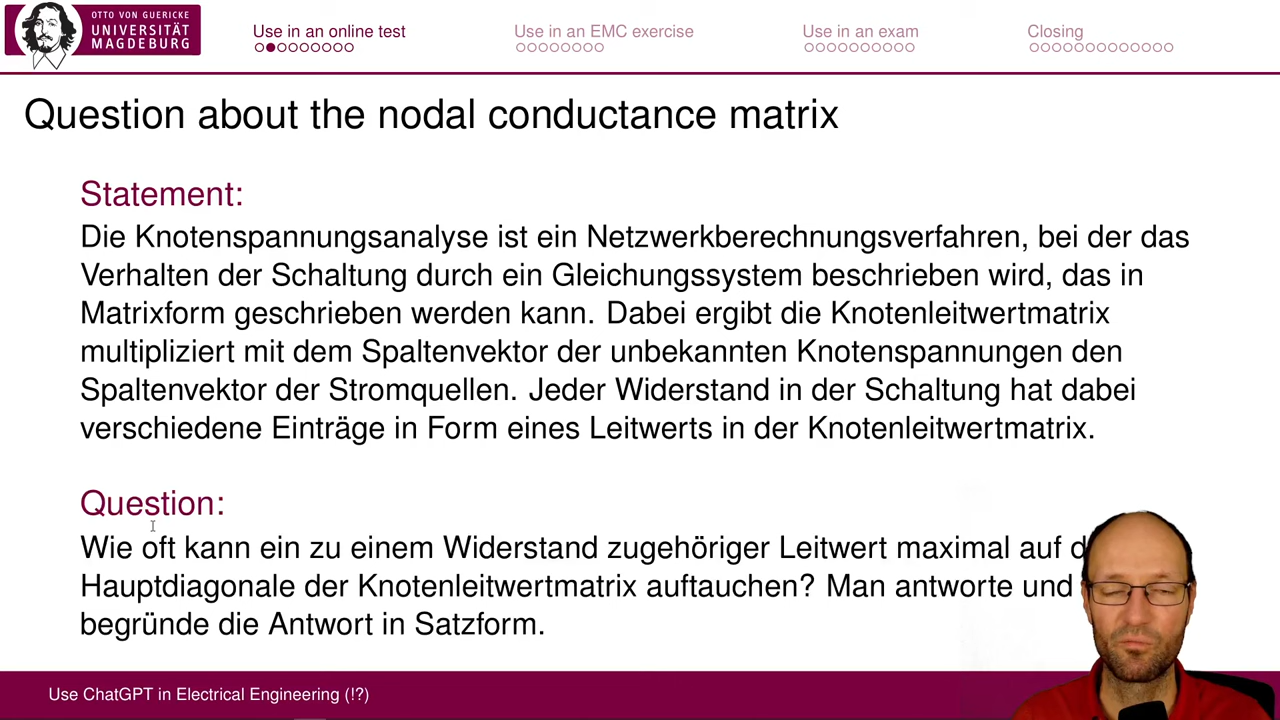 OTTO VON GUERICKE
UNIVERSITÄT
MAGDEBURG
Use in an online test
Use in an EMC exercise
Use in an exam
Closing
Question about the nodal conductance matrix
Statement:
Die Knotenspannungsanalyse ist ein Netzwerkberechnungsverfahren, bei der das
Verhalten der Schaltung durch ein Gleichungssystem beschrieben wird, das in
Matrixform geschrieben werden kann. Dabei ergibt die Knotenleitwertmatrix
multipliziert mit dem Spaltenvektor der unbekannten Knotenspannungen den
Spaltenvektor der Stromquellen. Jeder Widerstand in der Schaltung hat dabei
verschiedene Einträge in Form eines Leitwerts in der Knotenleitwertmatrix.
Question:
Wie oft kann ein zu einem Widerstand zugehöriger Leitwert maximal auf
Hauptdiagonale der Knotenleitwertmatrix auftauchen? Man antworte und
begründe die Antwort in Satzform.
Use ChatGPT in Electrical Engineering (!?)